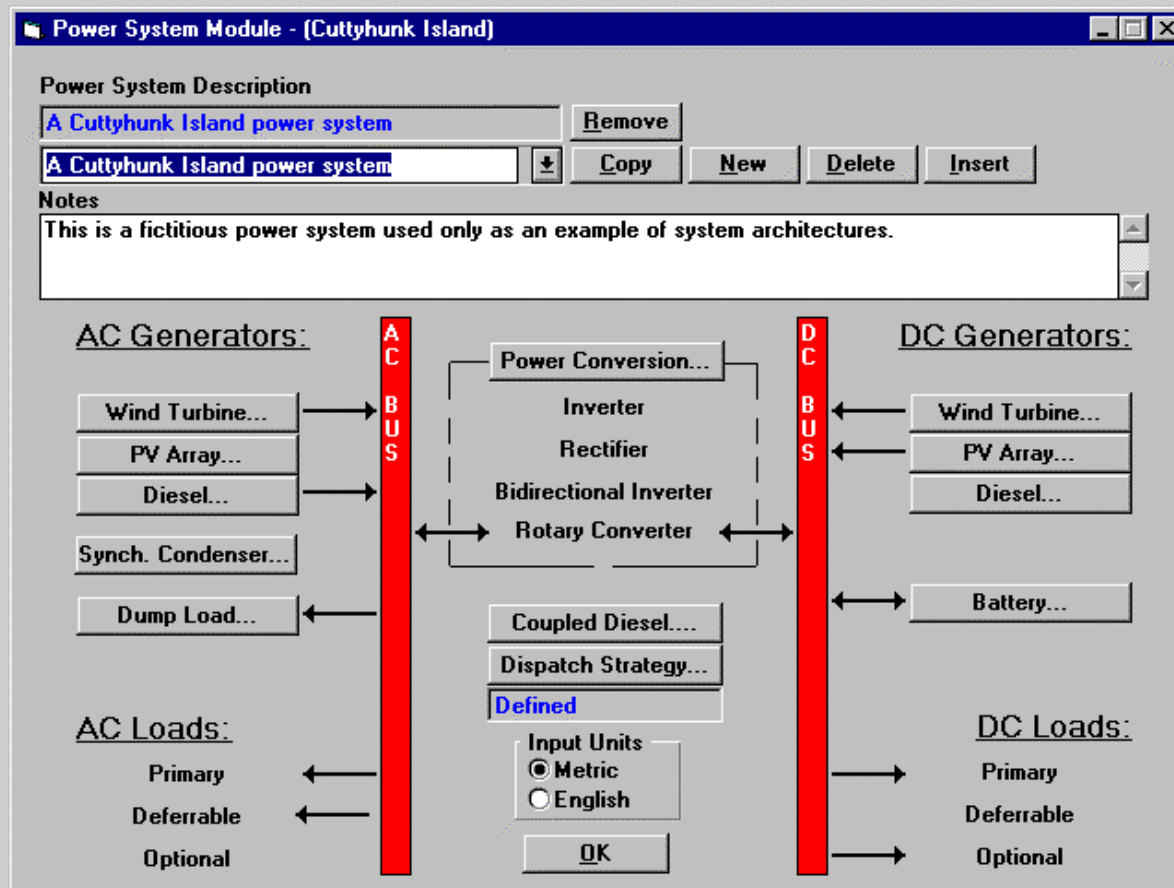 Power System Module - (Cuttyhunk Island)
Power System Description
A Cuttyhunk Island power system
Remove
A Cuttyhunk Island power system
Copy
New
Delete
Insert
Notes
This is a fictitious power system used only as an example of system architectures.
AC Generators:
Wind Turbine...
PV Array...
Diesel...
Synch. Condenser...
Dump Load...
AC Loads:
Primary
Deferrable
Optional
AC BUS
Power Conversion...
Inverter
Rectifier
Bidirectional Inverter
Rotary Converter
Coupled Diesel....
Dispatch Strategy...
Defined
Input Units
Metric
English
OK
DC BUS
DC Generators:
Wind Turbine...
PV Array...
Diesel...
Battery...
DC Loads:
Primary
Deferrable
Optional